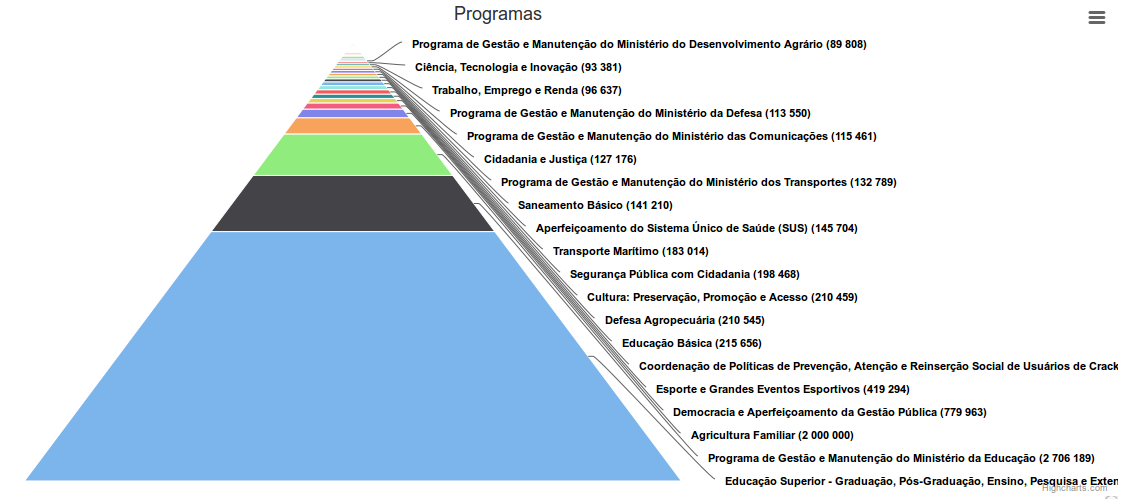 Programas
Programa de Gestão e Manutenção do Ministério do Desenvolvimento Agrário (89 808)
Ciência, Tecnologia e Inovação (93 381)
Trabalho, Emprego e Renda (96 637)
Programa de Gestão e Manutenção do Ministério da Defesa (113 550)
Programa de Gestão e Manutenção do Ministério das Comunicações (115 461)
Cidadania e Justiça (127 176)
Programa de Gestão e Manutenção do Ministério dos Transportes (132 789)
Saneamento Básico (141 210)
Aperfeiçoamento do Sistema Único de Saúde (SUS) (145 704)
Transporte Marítimo (183 014)
Segurança Pública com Cidadania (198 468)
Cultura: Preservação, Promoção e Acesso (210 459)
Defesa Agropecuária (210 545)
Educação Básica (215 656)
Coordenação de Políticas de Prevenção, Atenção e Reinserção Social de Usuários de Crack
Esporte e Grandes Eventos Esportivos (419 294)
Democracia e Aperfeiçoamento da Gestão Pública (779 963)
Agricultura Familiar (2 000 000)
Programa de Gestão e Manutenção do Ministério da Educação (2 706 189)
Educação Superior - Graduação, Pós-Graduação, Ensino, Pesquisa e Exten
Highcharts.com